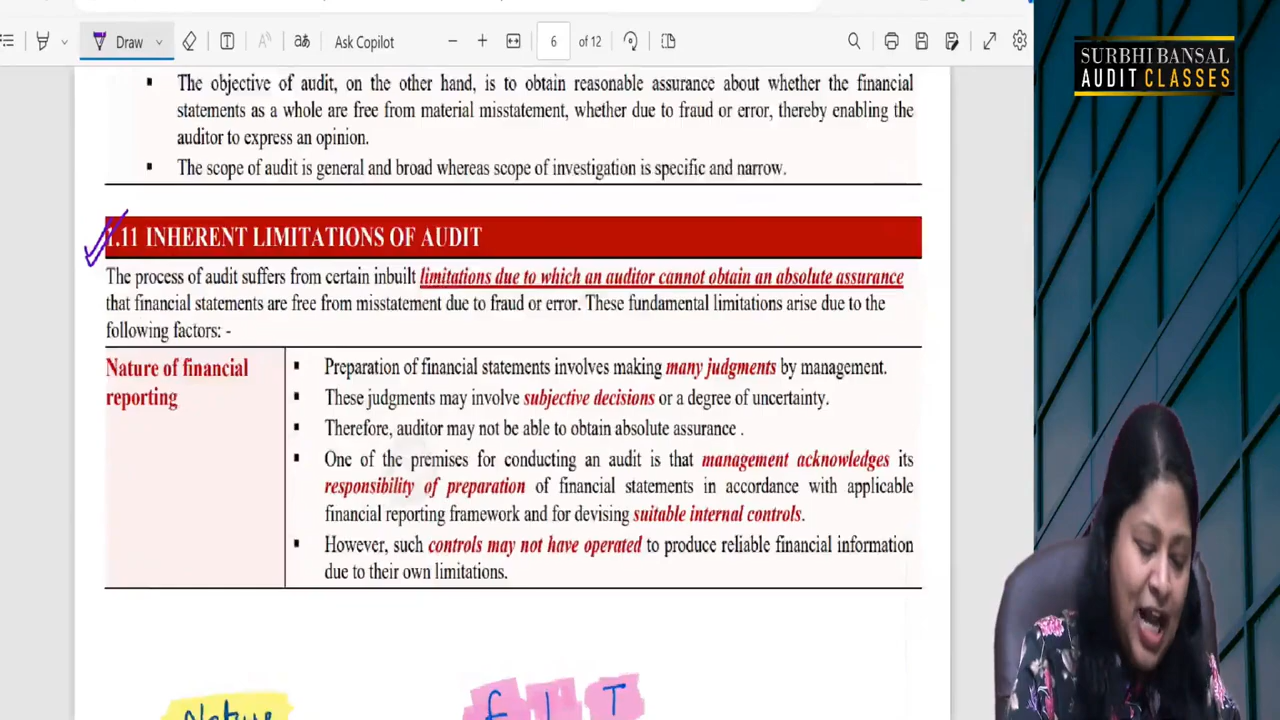 Draw
Ask Copilot
6
of 12
SURBHI BANSAL
AUDIT CLASSES
▪ The objective of audit, on the other hand, is to obtain reasonable assurance about whether the financial
statements as a whole are free from material misstatement, whether due to fraud or error, thereby enabling the
auditor to express an opinion.
▪ The scope of audit is general and broad whereas scope of investigation is specific and narrow.
1.11 INHERENT LIMITATIONS OF AUDIT
The process of audit suffers from certain inbuilt limitations due to which an auditor cannot obtain an absolute assurance
that financial statements are free from misstatement due to fraud or error. These fundamental limitations arise due to the
following factors: -
Nature of financial
reporting
▪ Preparation of financial statements involves making many judgments by management.
▪ These judgments may involve subjective decisions or a degree of uncertainty.
▪ Therefore, auditor may not be able to obtain absolute assurance .
▪ One of the premises for conducting an audit is that management acknowledges its
responsibility of preparation of financial statements in accordance with applicable
financial reporting framework and for devising suitable internal controls.
▪ However, such controls may not have operated to produce reliable financial information
due to their own limitations.
Nature
F I T